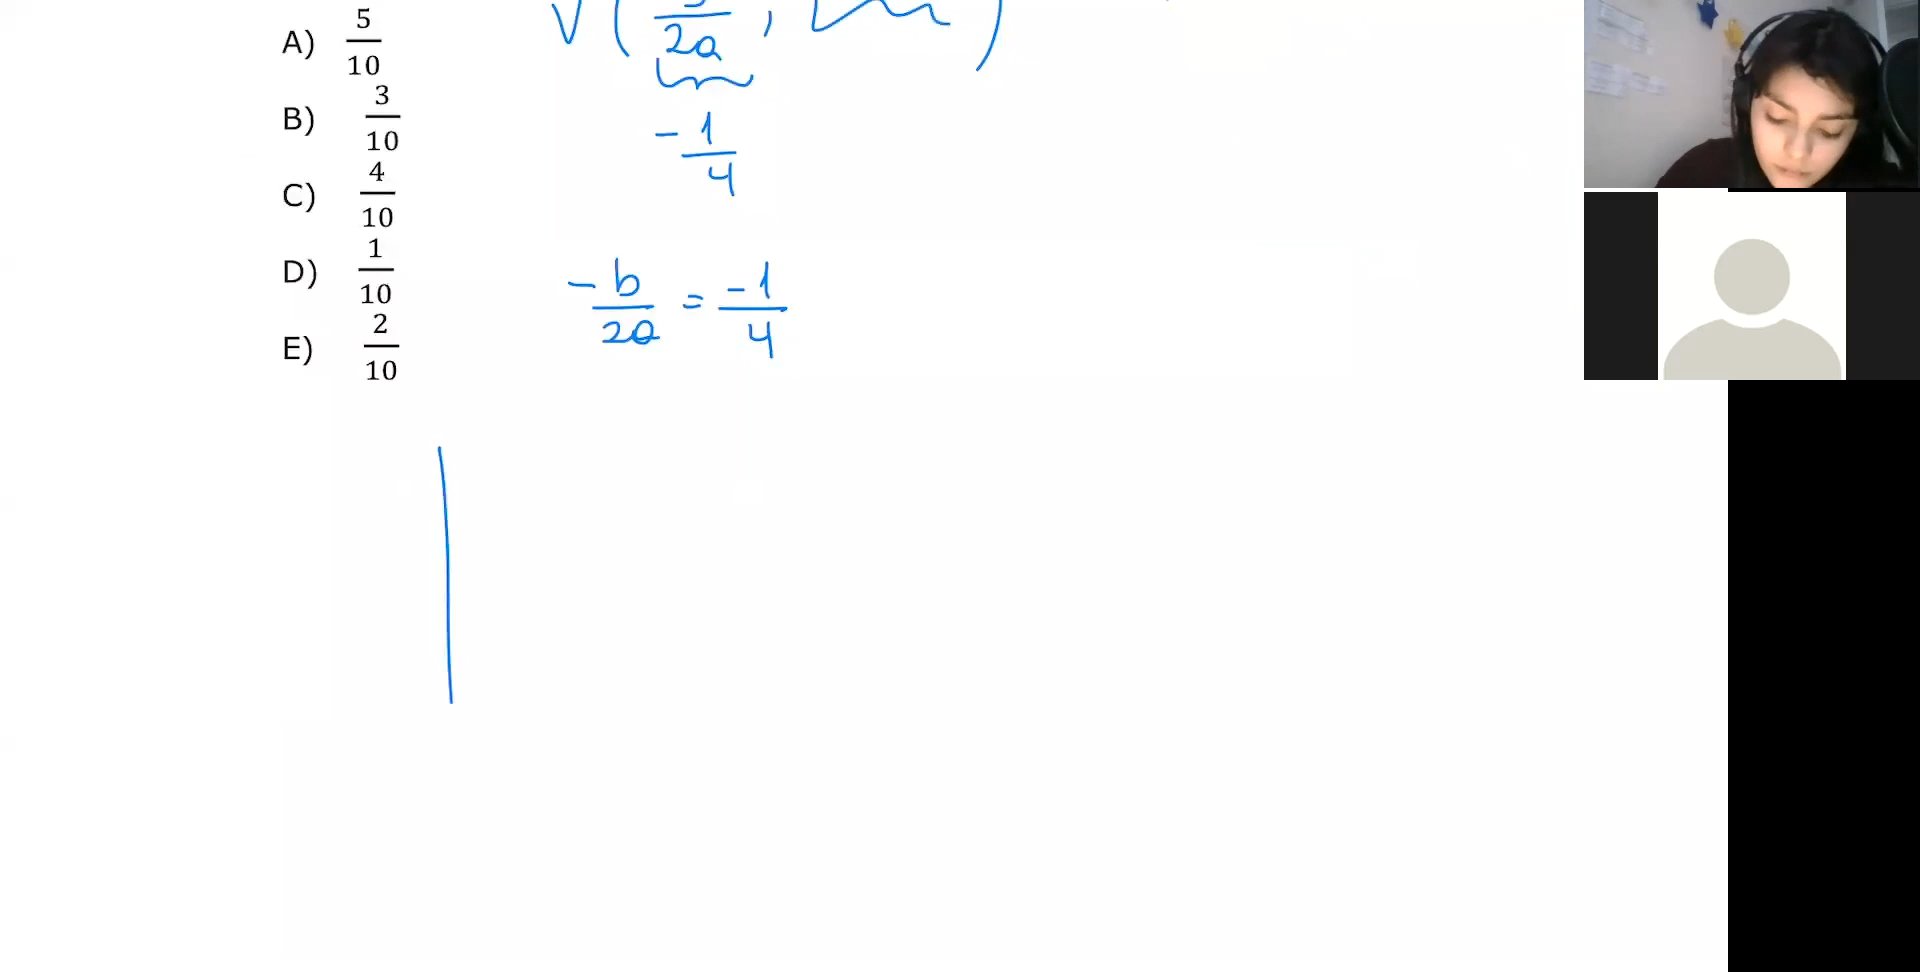 A) 5/10
B) 3/10
C) 4/10
D) 1/10
E) 2/10
V ( /2a , )
-1/4
-b/2a = -1/4